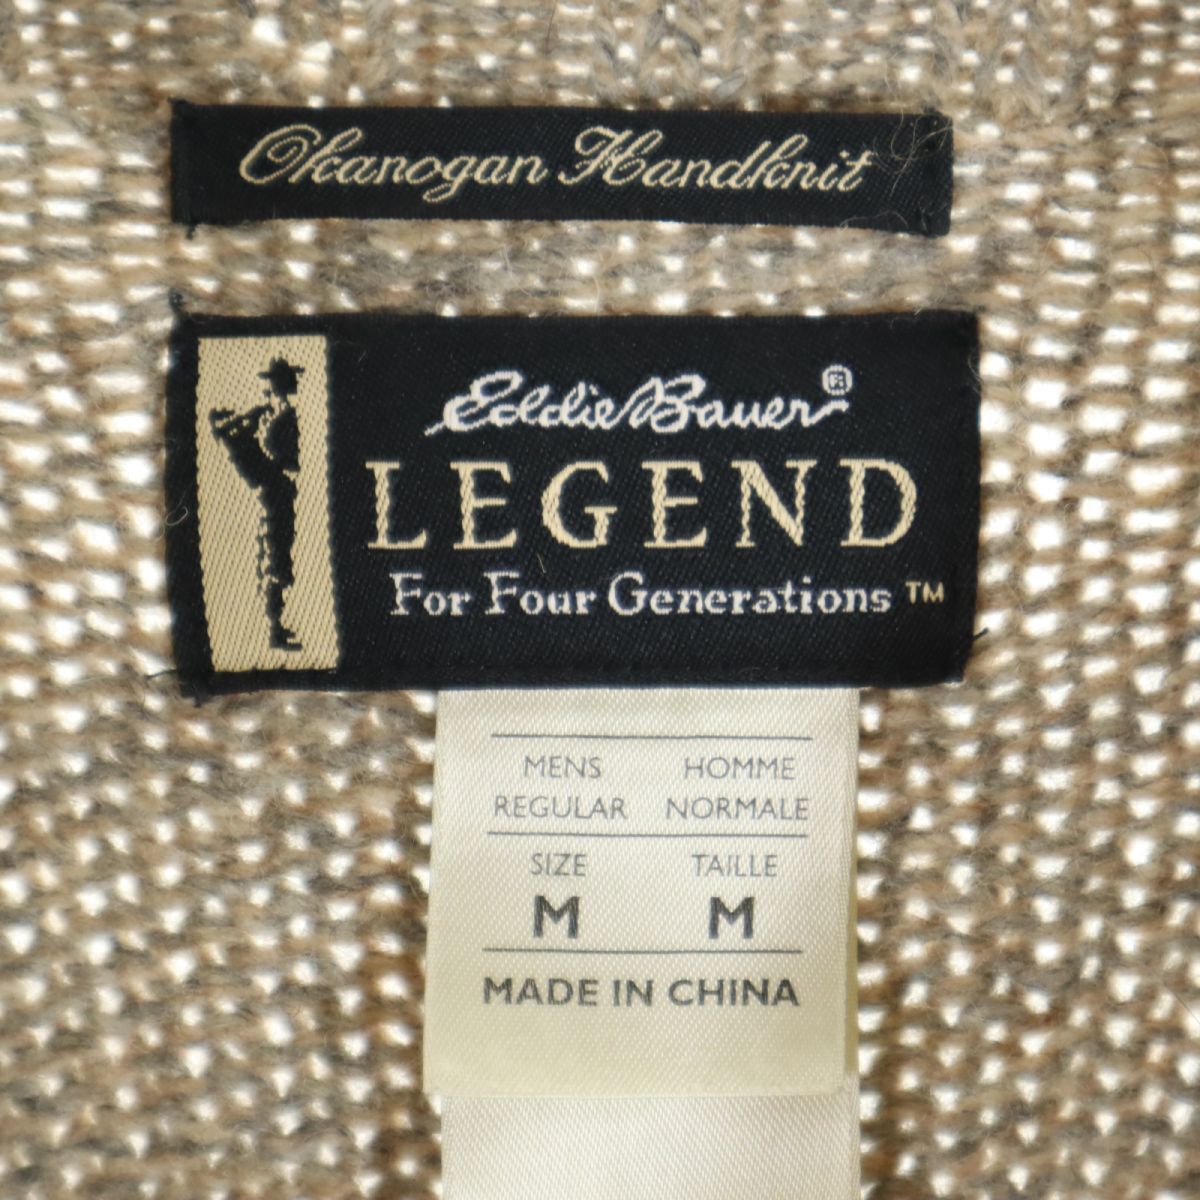 Okanogan Handknit
Eddie Bauer®
LEGEND
For Four Generations™
MENS HOMME
REGULAR NORMALE
SIZE TAILLE
M M
MADE IN CHINA